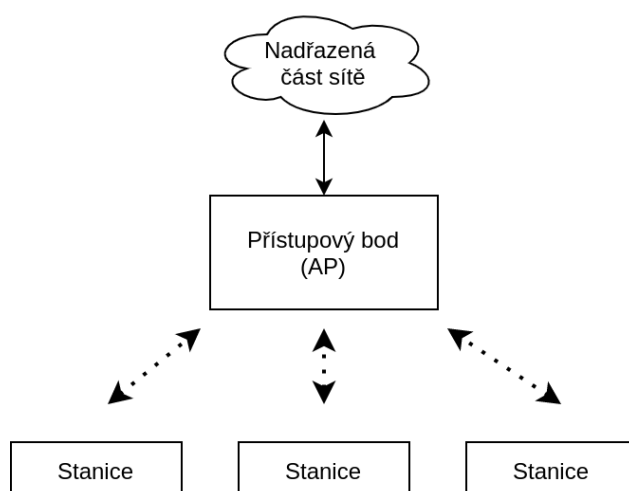 Nadřazená
část sítě
Přístupový bod
(AP)
Stanice
Stanice
Stanice